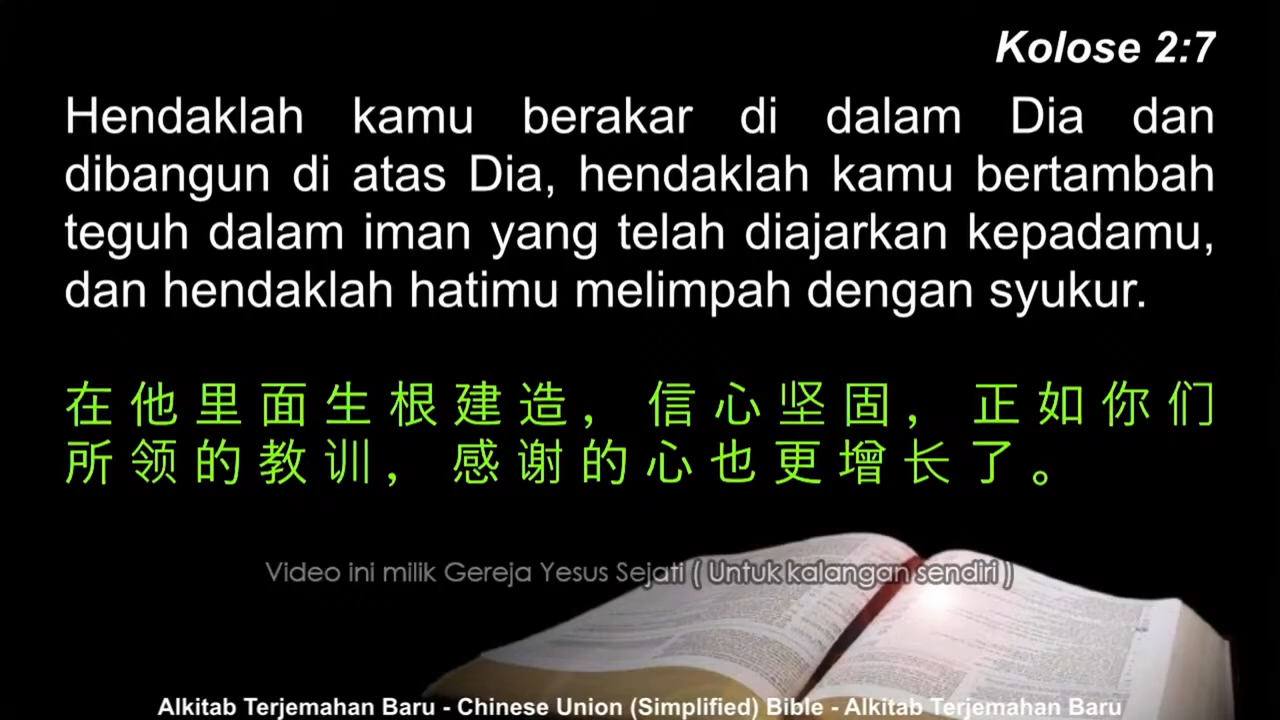 Kolose 2:7
Hendaklah kamu berakar di dalam Dia dan
dibangun di atas Dia, hendaklah kamu bertambah
teguh dalam iman yang telah diajarkan kepadamu,
dan hendaklah hatimu melimpah dengan syukur.
在他里面生根建造，信心坚固，正如你们
所领的教训，感谢的心也更增长了。
Video ini milik Gereja Yesus Sejati ( Untuk kalangan sendiri )
Alkitab Terjemahan Baru - Chinese Union (Simplified) Bible - Alkitab Terjemahan Baru